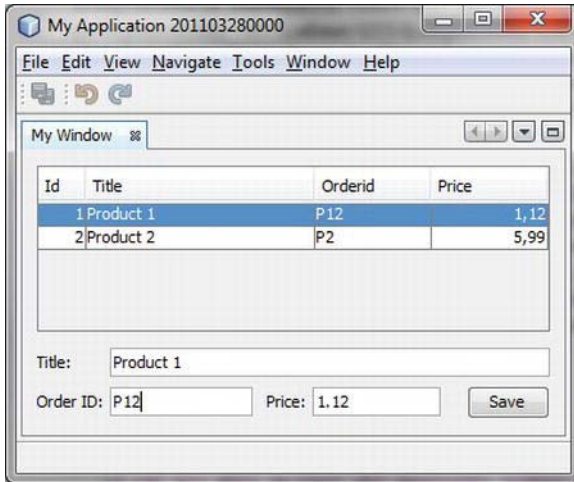 My Application 201103280000
File Edit View Navigate Tools Window Help
My Window
Id Title Orderid Price
1 Product 1 P12 1,12
2 Product 2 P2 5,99
Title: Product 1
Order ID: P12 Price: 1.12 Save